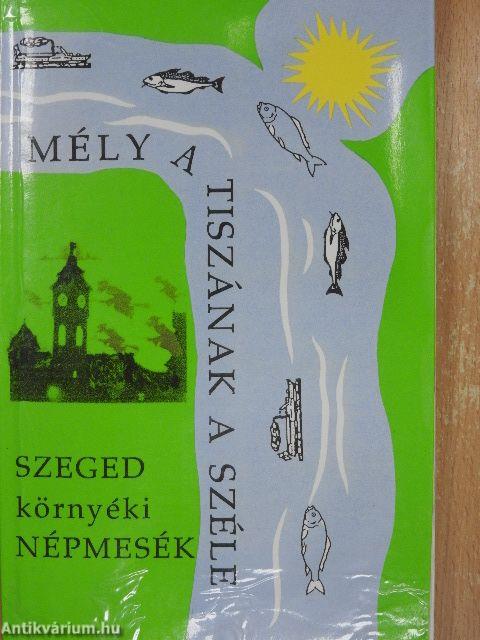 MÉLY A
TISZÁNAK A SZÉLE
SZEGED
környéki
NÉPMESÉK
Antikvárium.hu